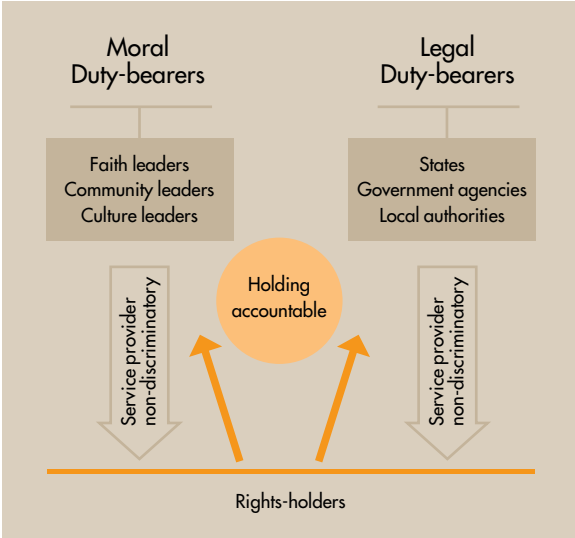 Moral
Duty-bearers
Legal
Duty-bearers
Faith leaders
Community leaders
Culture leaders
States
Government agencies
Local authorities
Holding
accountable
Service provider
non-discriminatory
Service provider
non-discriminatory
Rights-holders